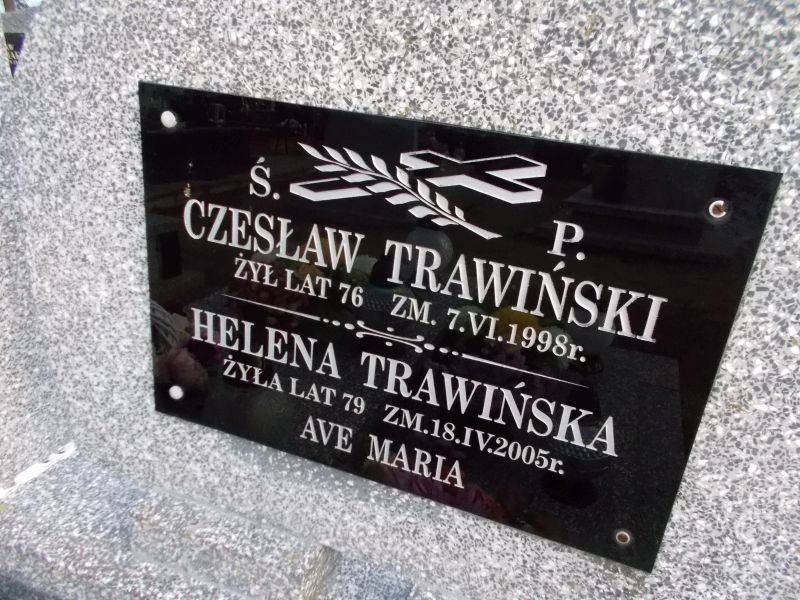 Ś. P.
CZESŁAW TRAWIŃSKI
ŻYŁ LAT 76 ZM. 7.VI.1998r.
HELENA TRAWIŃSKA
ŻYŁA LAT 79 ZM.18.IV.2005r.
AVE MARIA